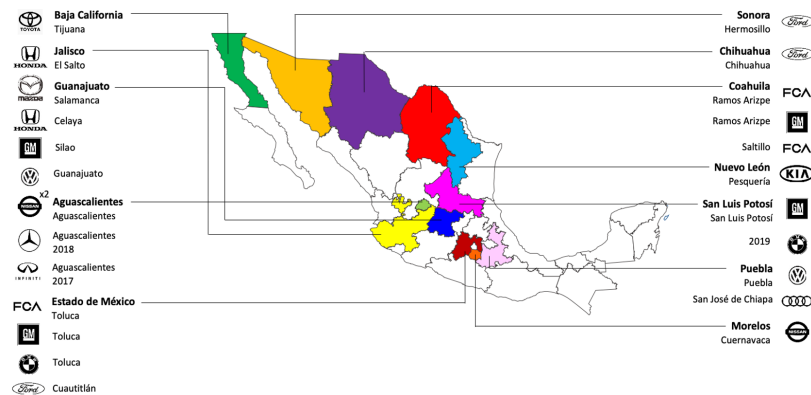 TOYOTA
Baja California
Tijuana
HONDA
Jalisco
El Salto
mazDa
Guanajuato
Salamanca
HONDA
Celaya
GM
Silao
Guanajuato
x2
NISSAN
Aguascalientes
Aguascalientes
Aguascalientes
2018
INFINITI
Aguascalientes
2017
FCA
Estado de México
Toluca
GM
Toluca
Toluca
Ford
Cuautitlán
Sonora
Hermosillo
Ford
Chihuahua
Chihuahua
Ford
Coahuila
Ramos Arizpe
FCA
Ramos Arizpe
GM
Saltillo
FCA
Nuevo León
Pesquería
KIA
San Luis Potosí
San Luis Potosí
GM
2019
Puebla
Puebla
San José de Chiapa
Morelos
Cuernavaca
NISSAN